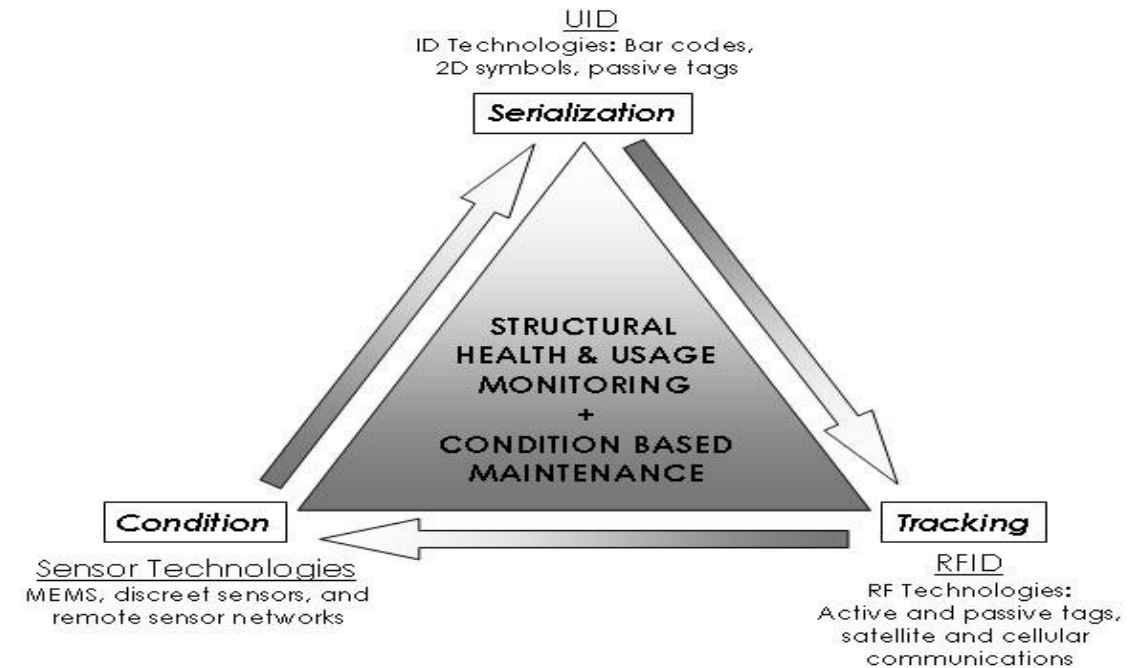 UID
ID Technologies: Bar codes,
2D symbols, passive tags
Serialization
STRUCTURAL
HEALTH & USAGE
MONITORING
+
CONDITION BASED
MAINTENANCE
Condition
Sensor Technologies
MEMS, discreet sensors, and
remote sensor networks
Tracking
RFID
RF Technologies:
Active and passive tags,
satellite and cellular
communications